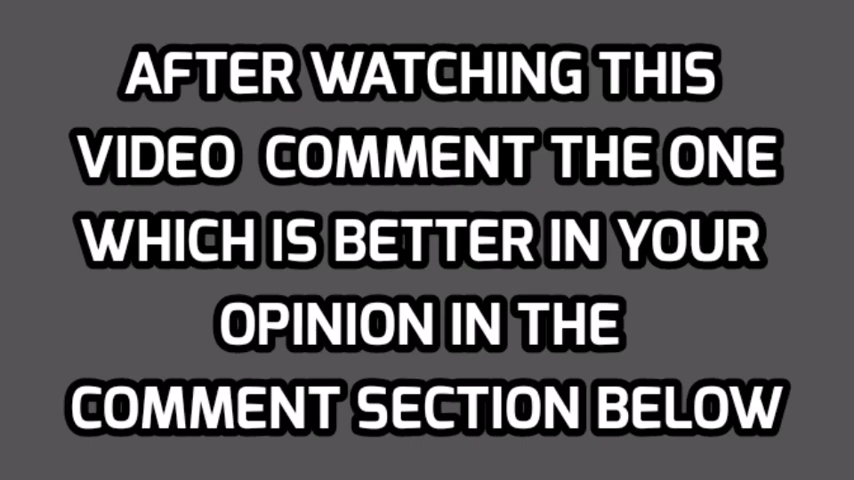 AFTER WATCHING THIS
VIDEO COMMENT THE ONE
WHICH IS BETTER IN YOUR
OPINION IN THE
COMMENT SECTION BELOW